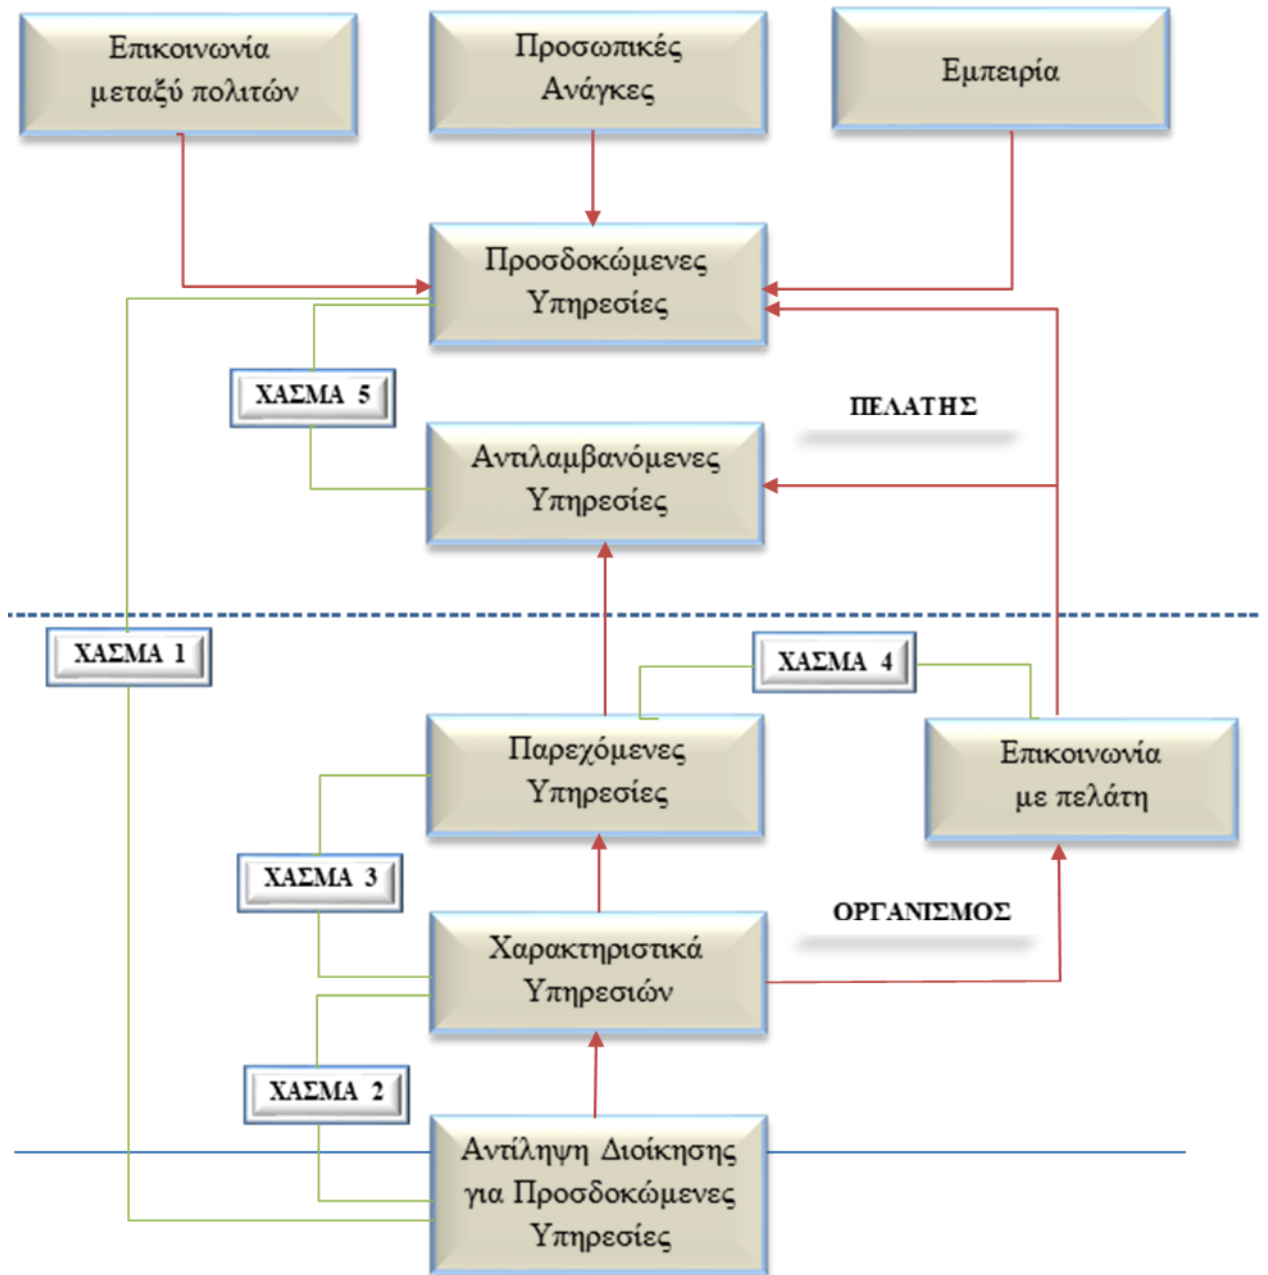 Επικοινωνία
μεταξύ πολιτών
Προσωπικές
Ανάγκες
Εμπειρία
Προσδοκώμενες
Υπηρεσίες
ΧΑΣΜΑ 5
ΠΕΛΑΤΗΣ
Αντιλαμβανόμενες
Υπηρεσίες
ΧΑΣΜΑ 1
ΧΑΣΜΑ 4
Παρεχόμενες
Υπηρεσίες
Επικοινωνία
με πελάτη
ΧΑΣΜΑ 3
ΟΡΓΑΝΙΣΜΟΣ
Χαρακτηριστικά
Υπηρεσιών
ΧΑΣΜΑ 2
Αντίληψη Διοίκησης
για Προσδοκώμενες
Υπηρεσίες